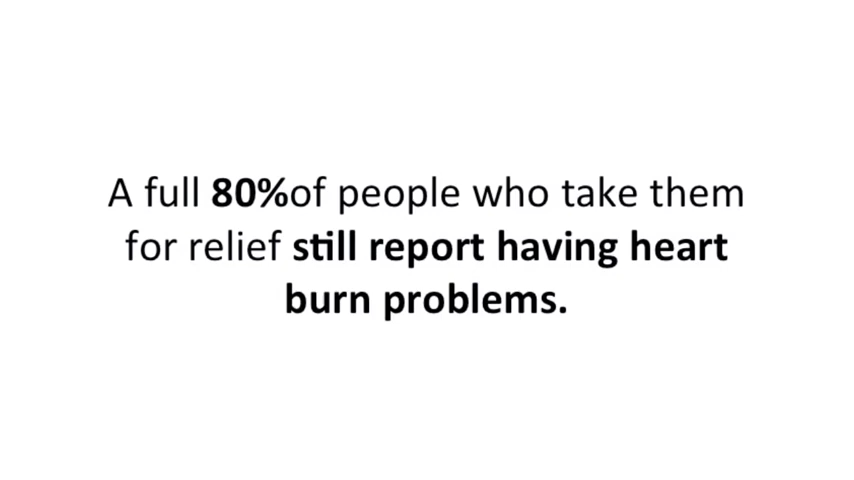 A full 80%of people who take them
for relief still report having heart
burn problems.